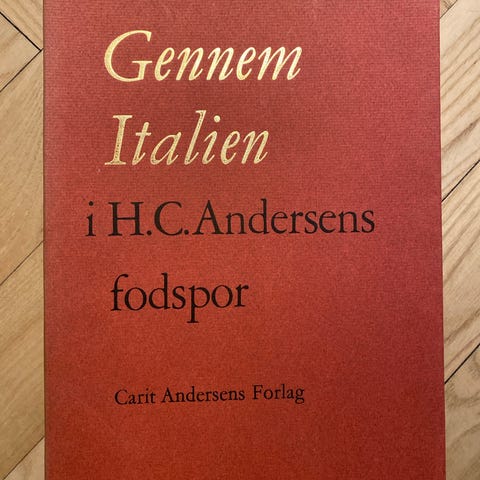 Gennem
Italien
i H.C. Andersens
fodspor
Carit Andersens Forlag